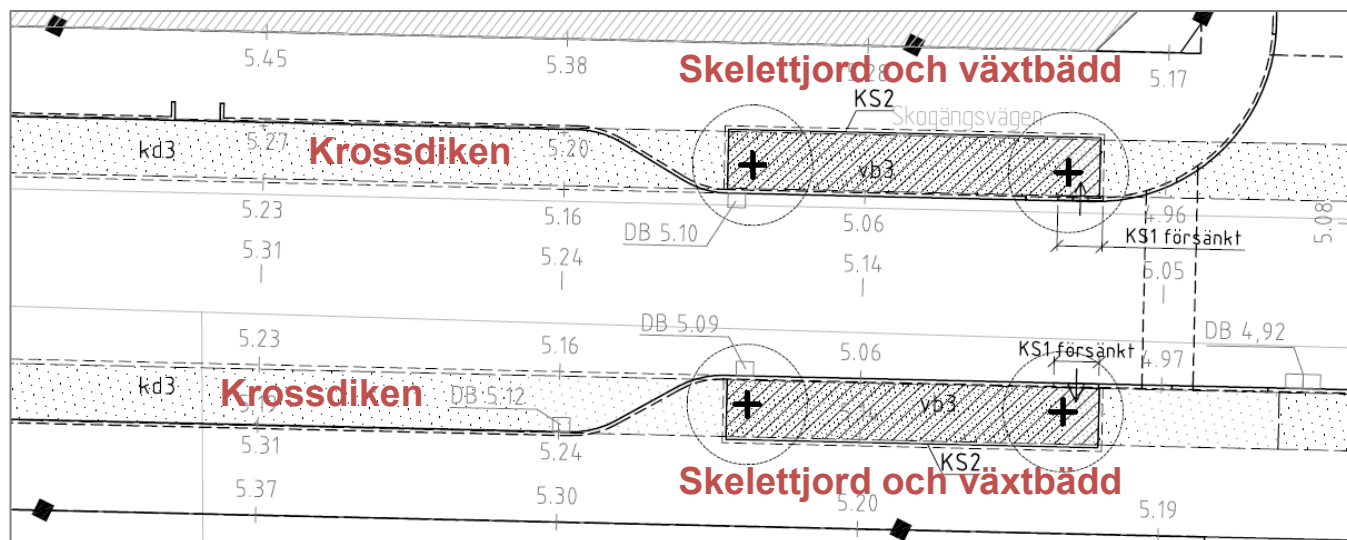 5.45
5.38
5.28
5.17
Skelettjord och växtbädd
KS2
Skogängsvägen
kd3
5.27
Krossdiken
5.20
vb3
5.23
5.16
5.06
4.96
5.08
DB 5.10
KS1 försänkt
5.31
5.24
5.14
5.05
DB 5.09
DB 4,92
5.23
5.16
5.06
KS1 försänkt
4.97
kd3
Krossdiken
DB 5.12
vb3
5.31
5.24
KS2
Skelettjord och växtbädd
5.37
5.30
5.20
5.19